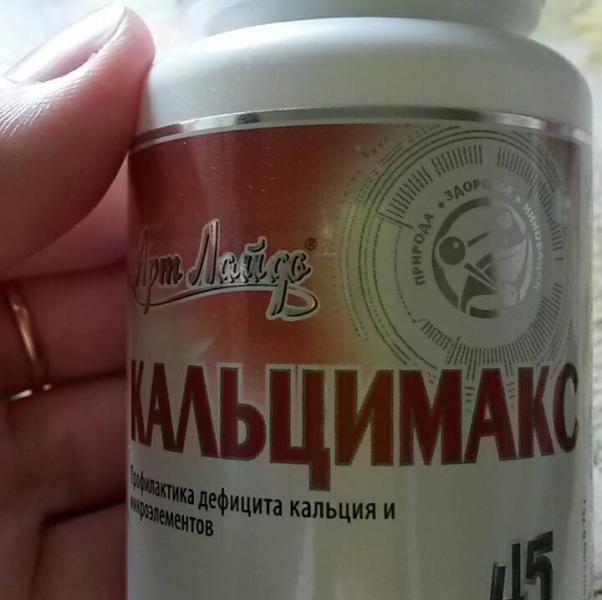 Арт Лайф®
ПРИРОДА • ЗДОРОВЬЕ • ИННОВАЦИИ
КАЛЬЦИМАКС
Профилактика дефицита кальция и
микроэлементов
45